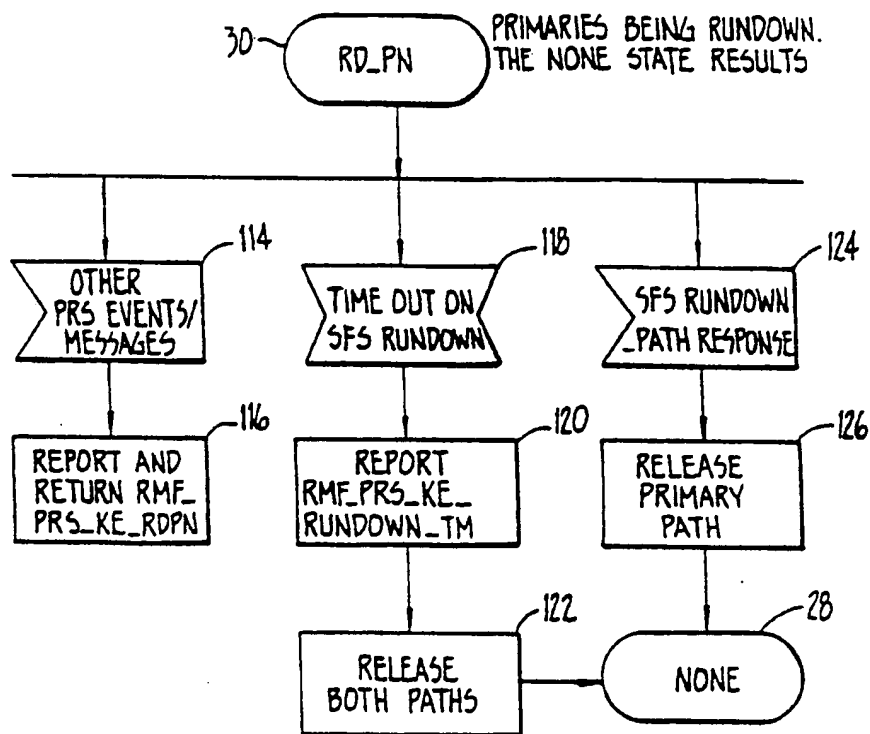 30
RD_PN
PRIMARIES BEING RUNDOWN.
THE NONE STATE RESULTS
114
OTHER
PRS EVENTS/
MESSAGES
118
TIME OUT ON
SFS RUNDOWN
124
SFS RUNDOWN
_PATH RESPONSE
116
REPORT AND
RETURN RMF_
PRS_KE_RDPN
120
REPORT
RMF_PRS_KE_
RUNDOWN_TM
126
RELEASE
PRIMARY
PATH
122
RELEASE
BOTH PATHS
28
NONE